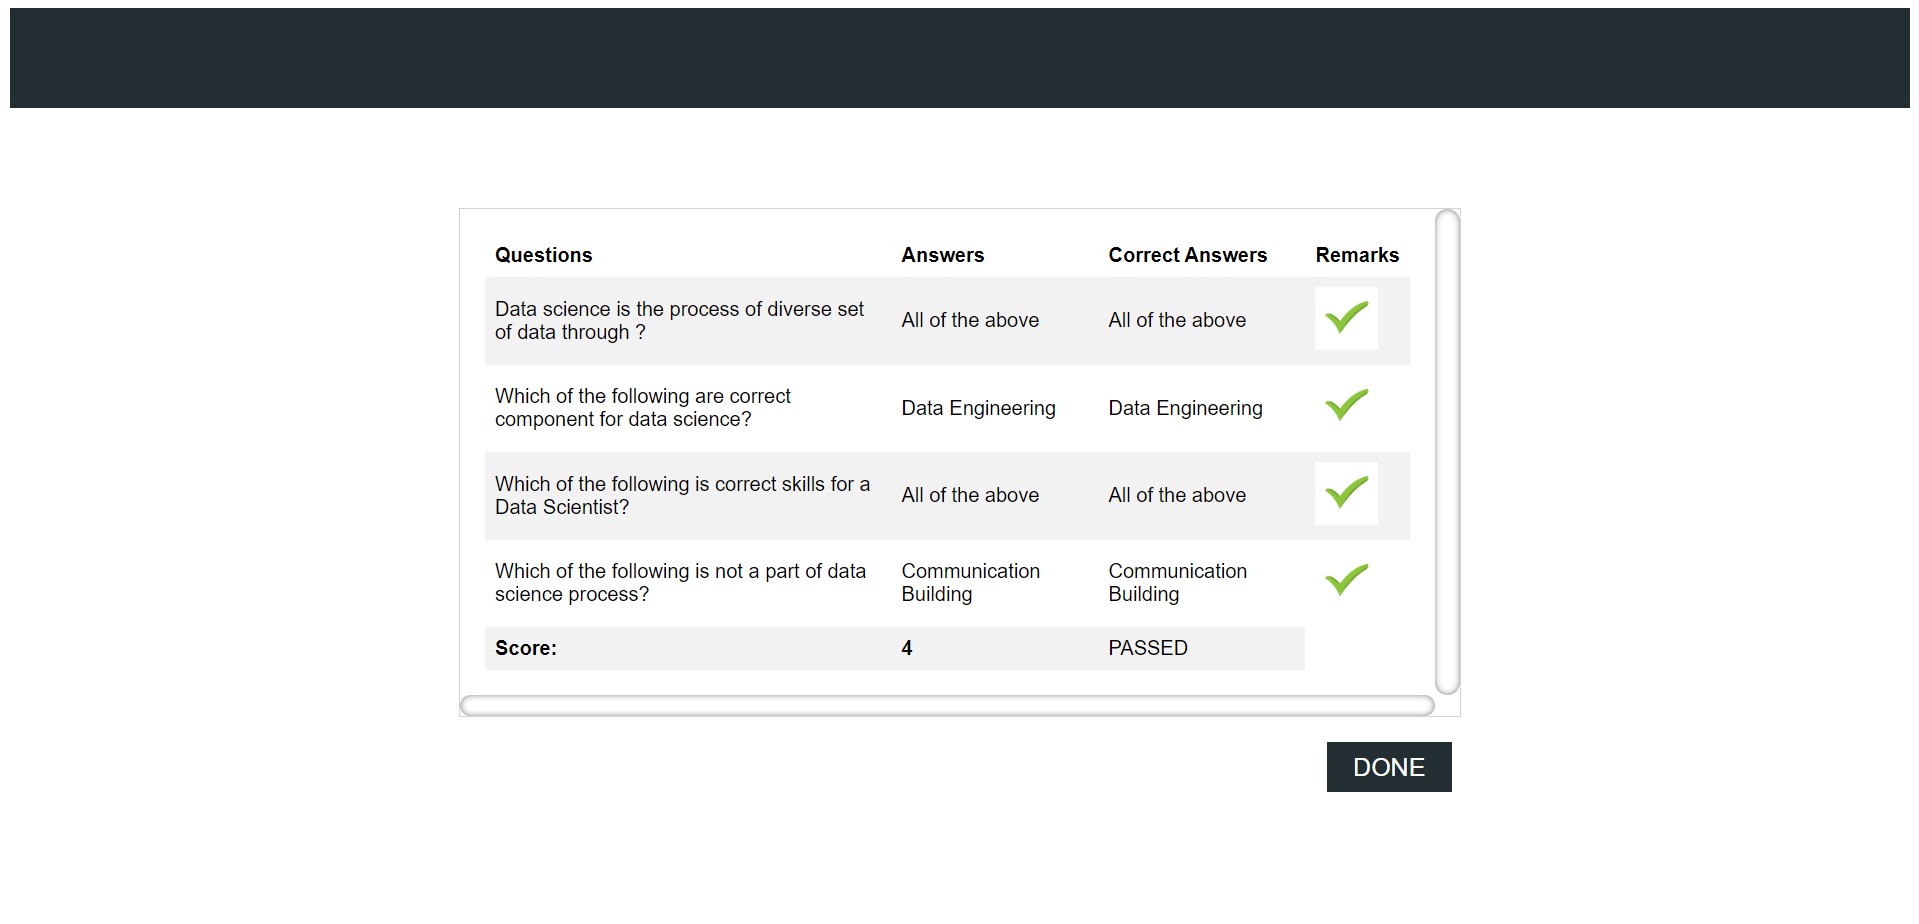 Questions Answers Correct Answers Remarks
Data science is the process of diverse set
of data through ?
All of the above
All of the above
Which of the following are correct
component for data science?
Data Engineering
Data Engineering
Which of the following is correct skills for a
Data Scientist?
All of the above
All of the above
Which of the following is not a part of data
science process?
Communication
Building
Communication
Building
Score: 4 PASSED
DONE